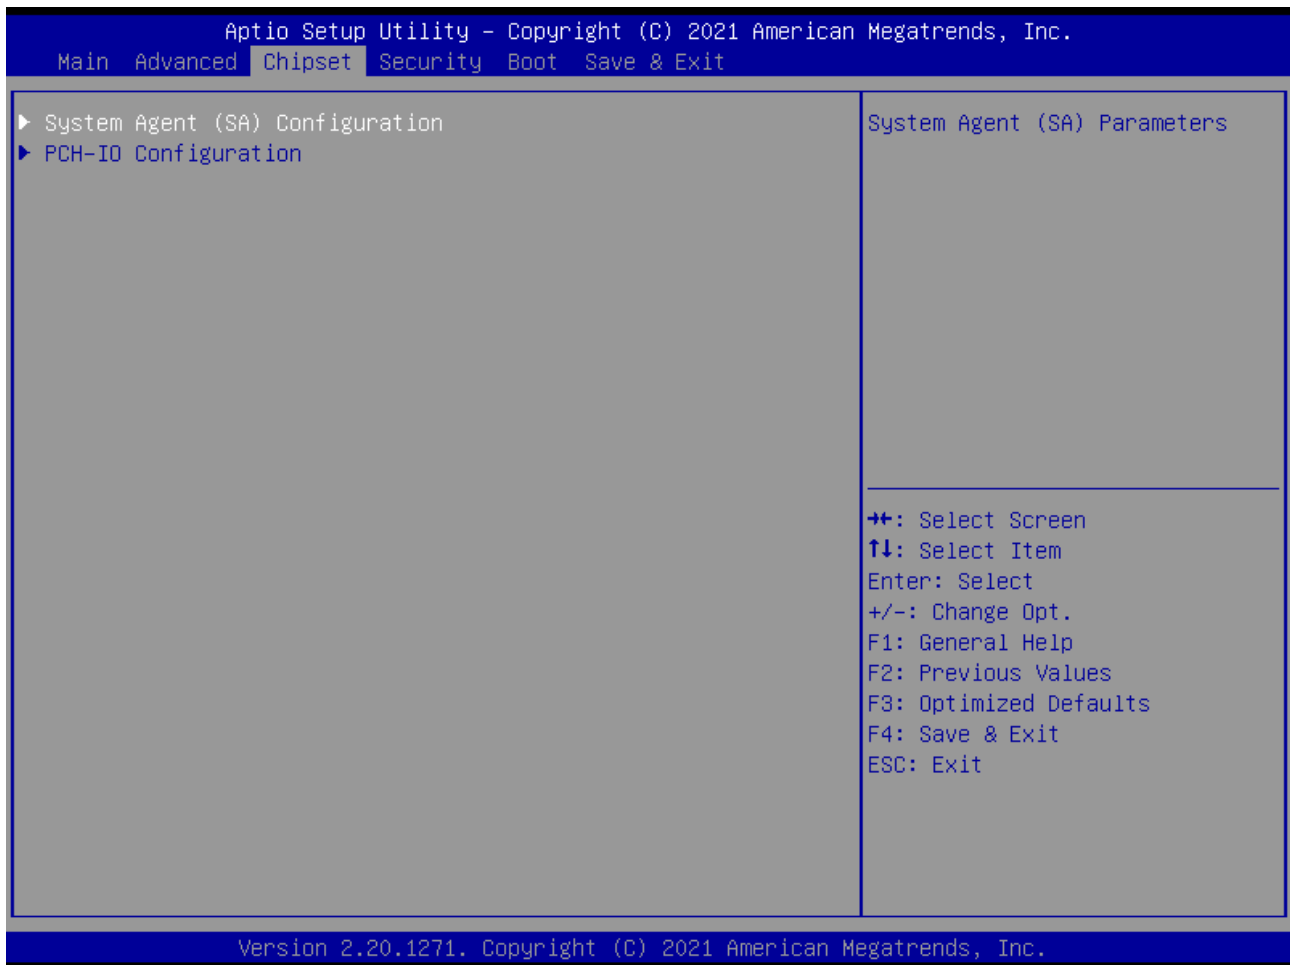 Aptio Setup Utility – Copyright (C) 2021 American Megatrends, Inc.
Main Advanced Chipset Security Boot Save & Exit
▶ System Agent (SA) Configuration
▶ PCH-IO Configuration
System Agent (SA) Parameters
→←: Select Screen
↑↓: Select Item
Enter: Select
+/-: Change Opt.
F1: General Help
F2: Previous Values
F3: Optimized Defaults
F4: Save & Exit
ESC: Exit
Version 2.20.1271. Copyright (C) 2021 American Megatrends, Inc.